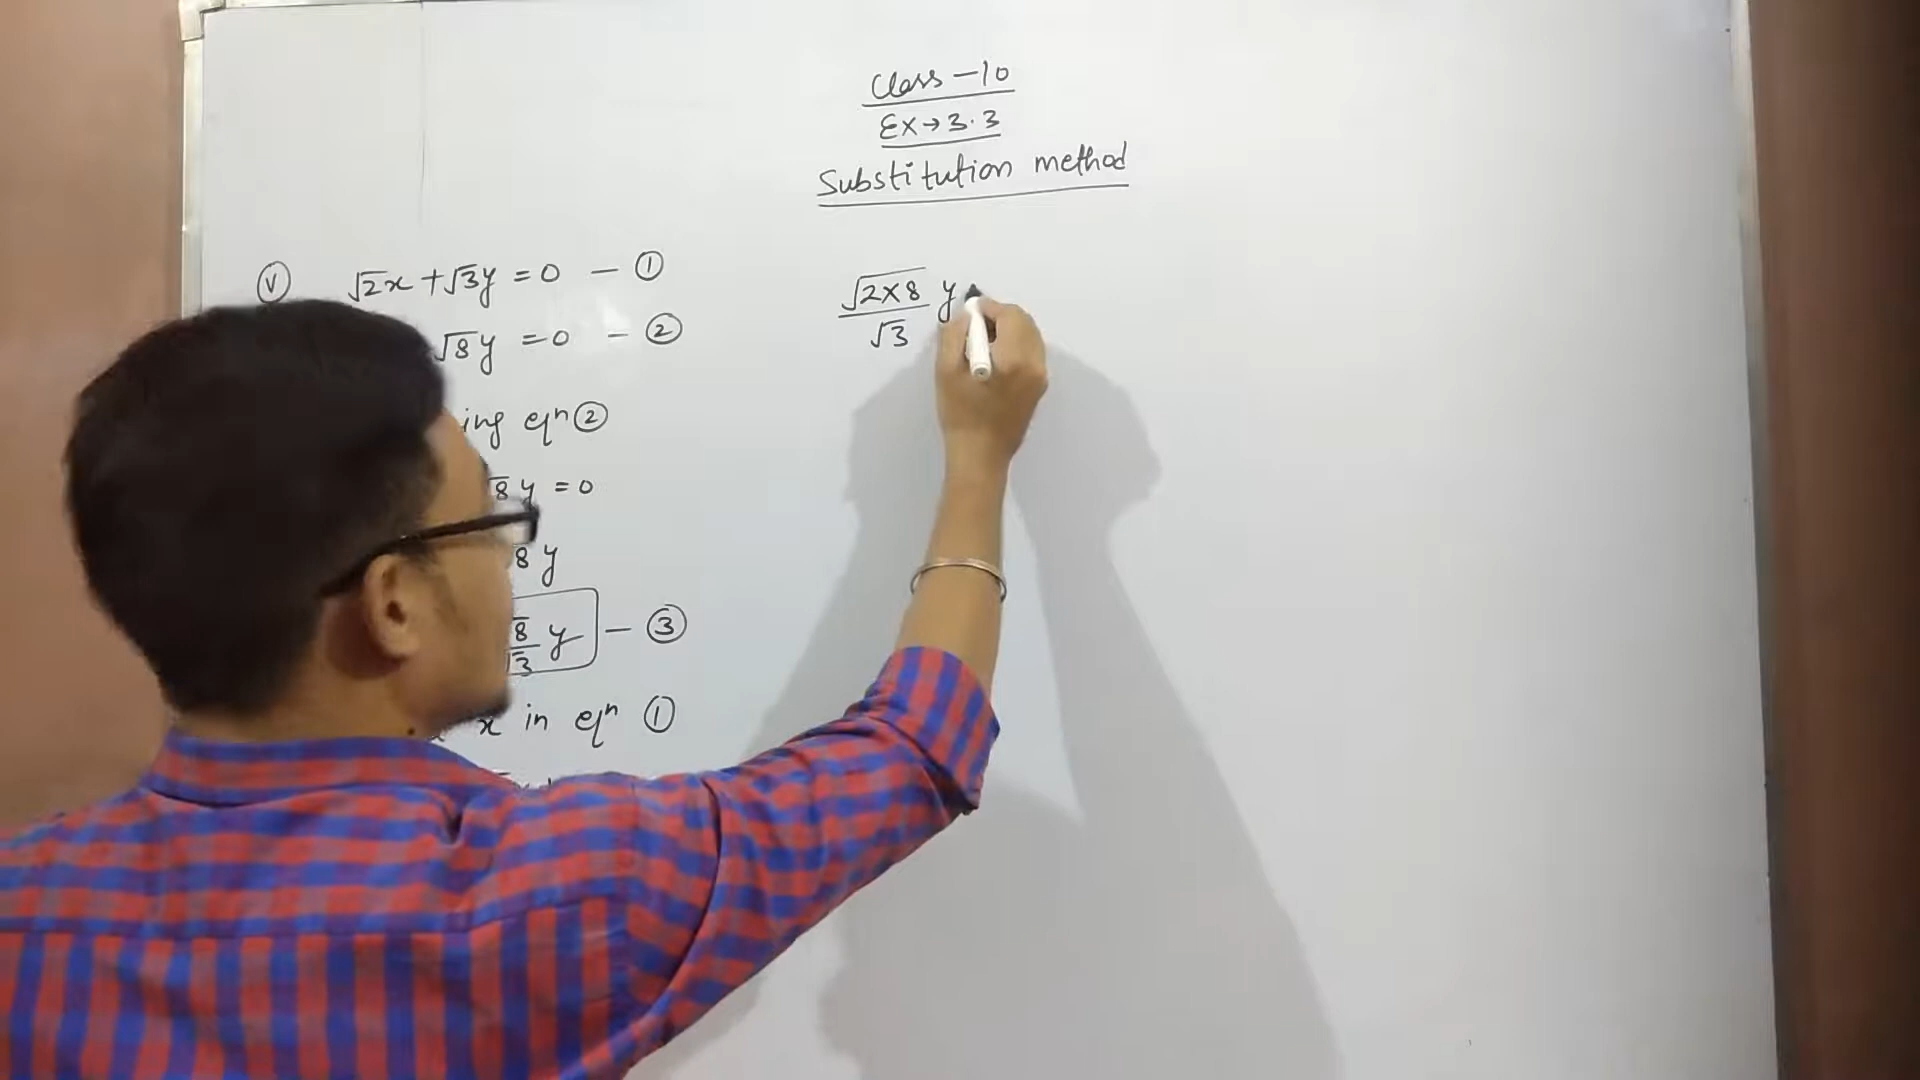 Class - 10
Ex → 3.3
Substitution method
(V) √2x + √3y = 0 — ①
√8y = 0 — ②
ing eqⁿ ②
√8y = 0
8y
√8/√3 y — ③
x in eqⁿ ①
√2×8/√3 y